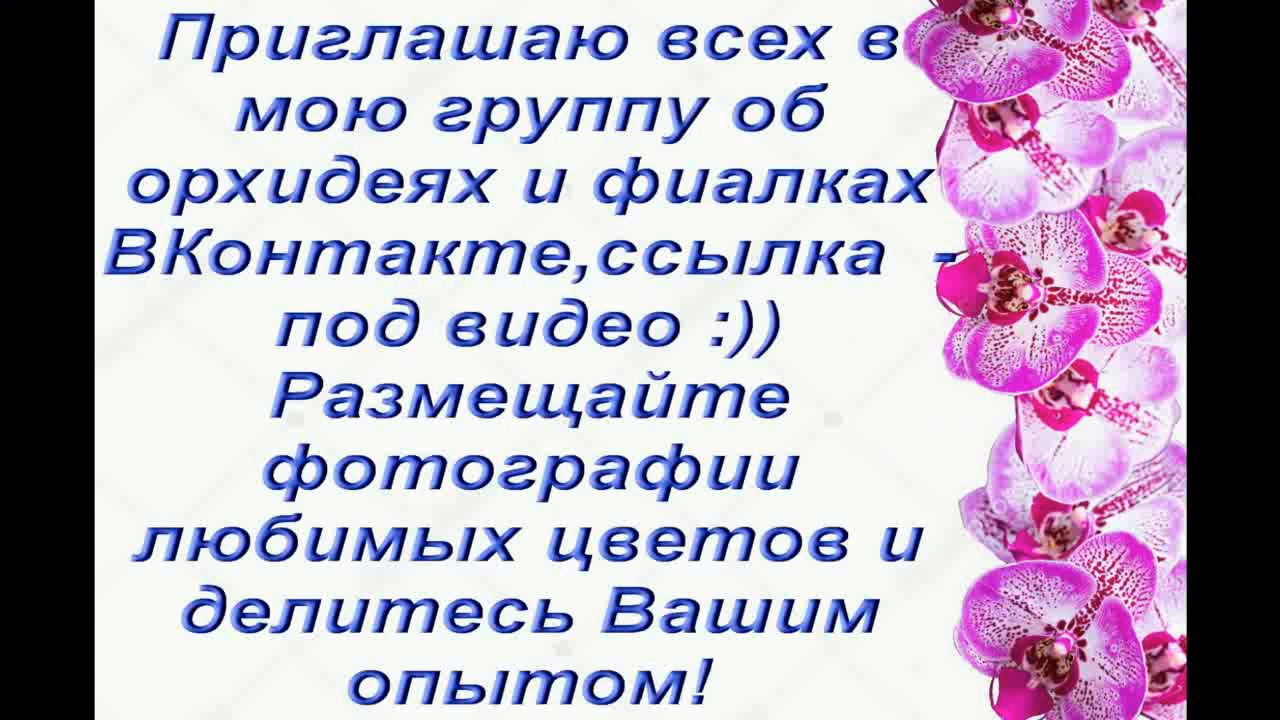 Приглашаю всех в
мою группу об
орхидеях и фиалках
ВКонтакте,ссылка -
под видео :))
Размещайте
фотографии
любимых цветов и
делитесь Вашим
опытом!